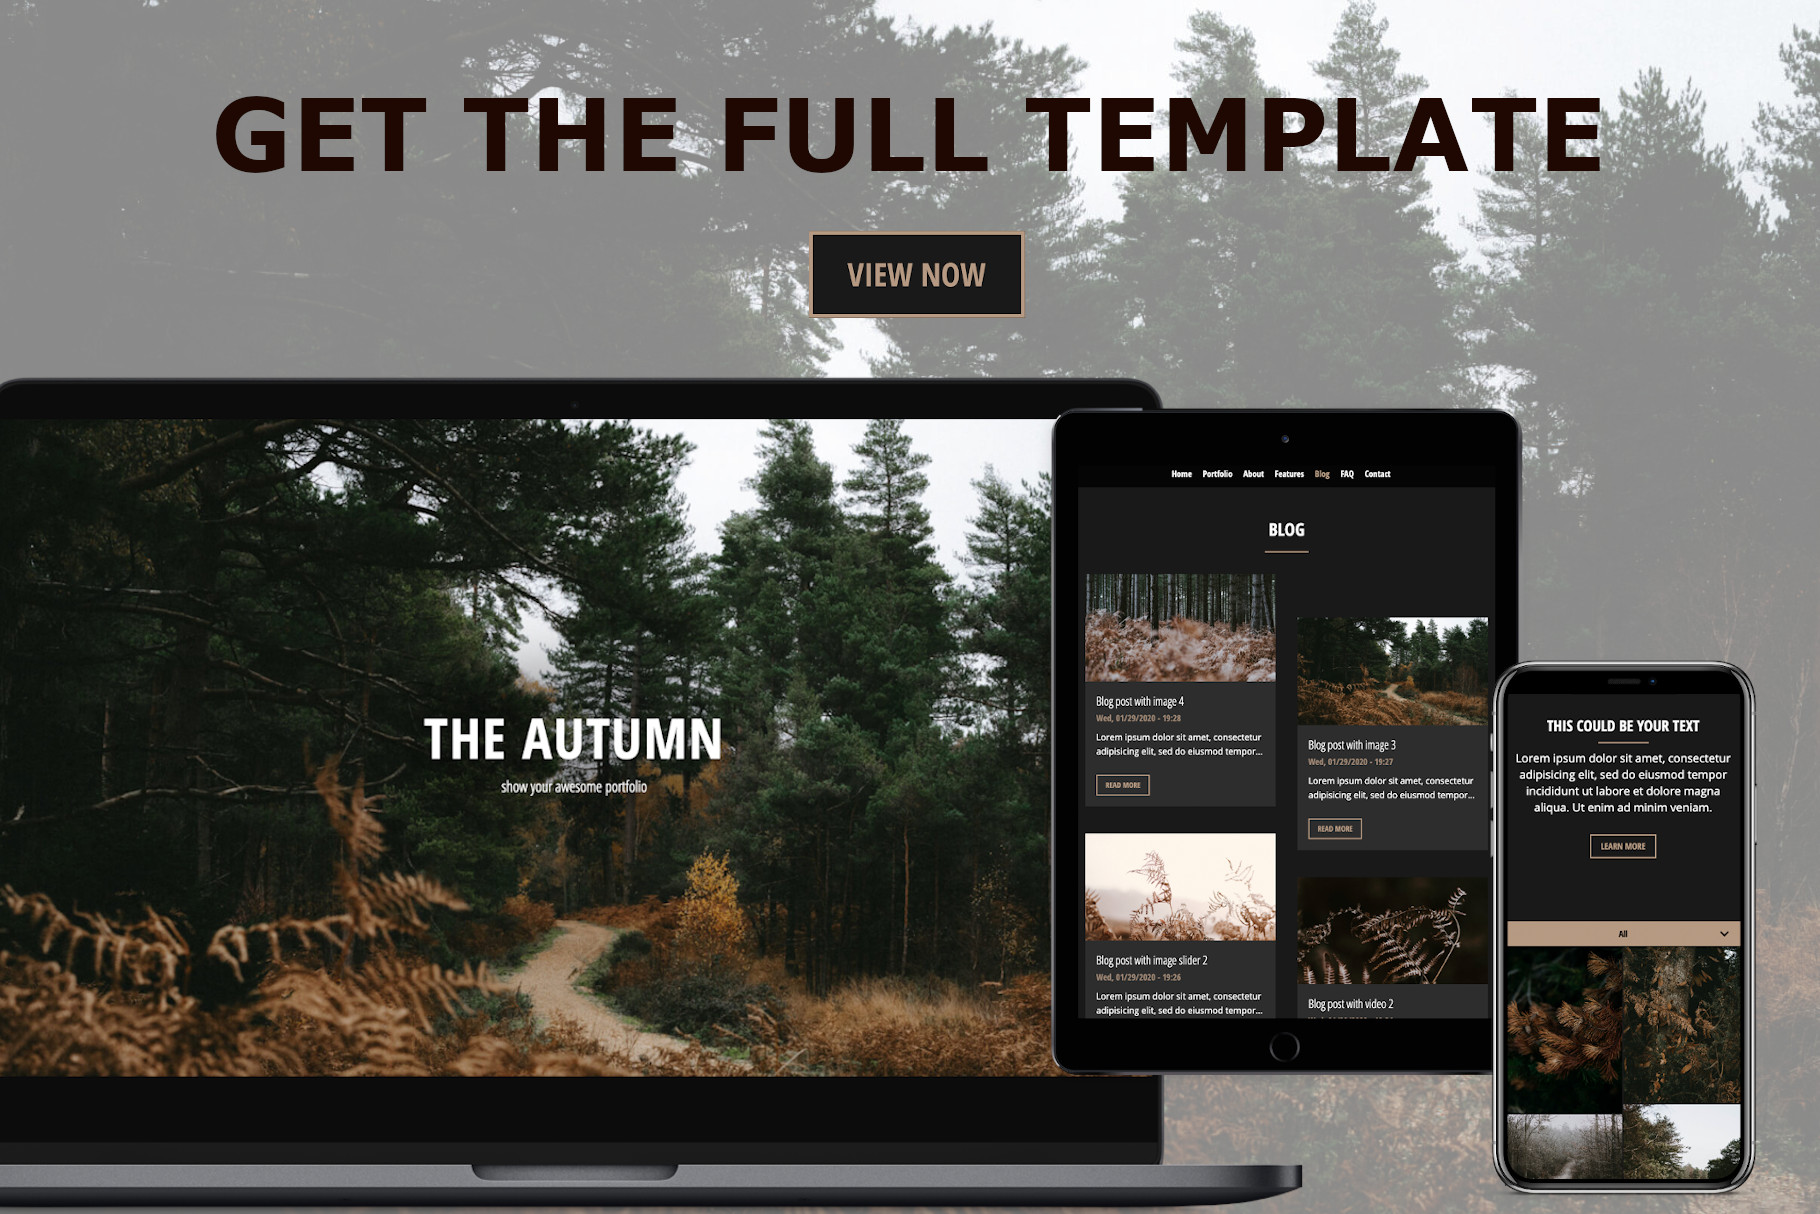 GET THE FULL TEMPLATE
VIEW NOW
THE AUTUMN
show your awesome portfolio
Home Portfolio About Features Blog FAQ Contact
BLOG
Blog post with image 4
Wed, 01/29/2020 - 19:28
Lorem ipsum dolor sit amet, consectetur
adipisicing elit, sed do eiusmod tempor...
READ MORE
Blog post with image slider 2
Wed, 01/29/2020 - 19:26
Lorem ipsum dolor sit amet, consectetur
adipisicing elit, sed do eiusmod tempor...
Blog post with image 3
Wed, 01/29/2020 - 19:27
Lorem ipsum dolor sit amet, consectetur
adipisicing elit, sed do eiusmod tempor...
READ MORE
Blog post with video 2
THIS COULD BE YOUR TEXT
Lorem ipsum dolor sit amet, consectetur
adipisicing elit, sed do eiusmod tempor
incididunt ut labore et dolore magna
aliqua. Ut enim ad minim veniam.
LEARN MORE
All